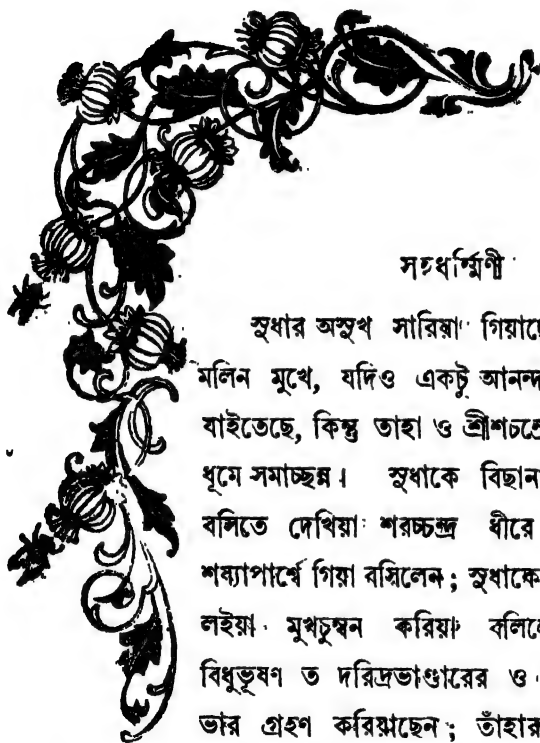 সহধর্ম্মিণী
সুধার অসুখ সারিয়া গিয়াছে
মলিন মুখে, যদিও একটু আনন্দ
যাইতেছে, কিন্তু তাহা ও শ্রীশচন্দ্রে
ধূমে সমাচ্ছন্ন। সুধাকে বিছানা
বলিতে দেখিয়া শরচ্চন্দ্র ধীরে
শয্যাপার্শ্বে গিয়া বসিলেন; সুধাকে
লইয়া মুখচুম্বন করিয়া বলিলে
বিধুভূষণ ত দরিদ্রভাণ্ডারের ও
ভার গ্রহণ করিয়াছেন; তাঁহার